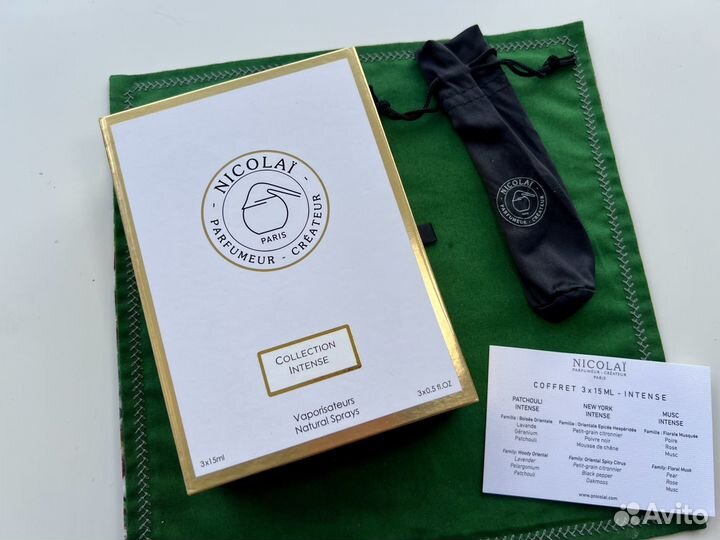 NICOLAÏ
PARIS
PARFUMEUR - CRÉATEUR
COLLECTION
INTENSE
Vaporisateurs
Natural Sprays
3x15ml
3x0.5 fl.OZ
NICOLAÏ
PARFUMEUR - CRÉATEUR
PARIS
COFFRET 3 x 15 ML - INTENSE
PATCHOULI
INTENSE
Famille : Boisée Orientale
Lavande
Géranium
Patchouli
Family: Woody Oriental
Lavender
Pelargonium
Patchouli
NEW YORK
INTENSE
Famille : Orientale Epicée Hespéridée
Petit-grain citronnier
Poivre noir
Mousse de chêne
Family: Oriental Spicy Citrus
Petit-grain citronnier
Black pepper
Oakmoss
MUSC
INTENSE
Famille : Florale Musquée
Poire
Rose
Musc
Family: Floral Musk
Pear
Rose
Musc
www.pnicolai.com
Avito